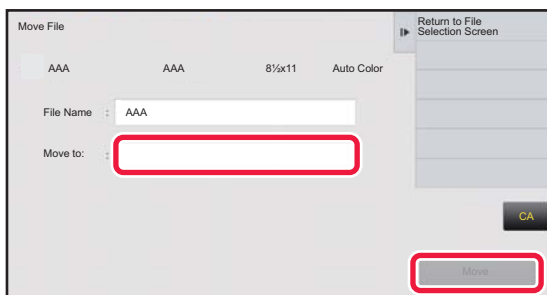 Move File
Return to File
Selection Screen
AAA AAA 8½x11 Auto Color
File Name : AAA
Move to: :
CA
Move